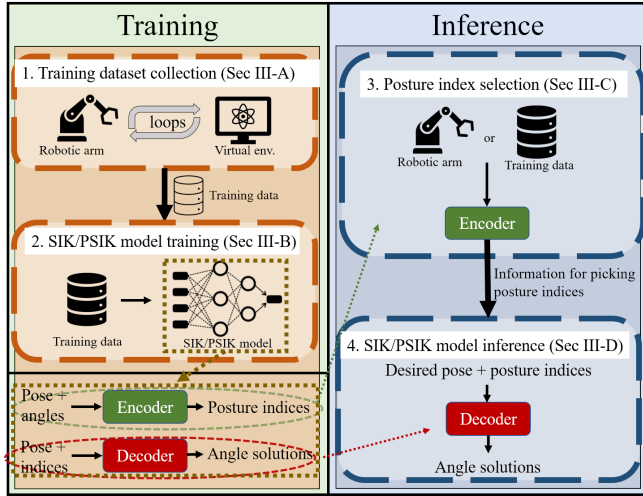 Training
1. Training dataset collection (Sec III-A)
loops
Robotic arm
Virtual env.
Training data
2. SIK/PSIK model training (Sec III-B)
Training data
SIK/PSIK model
Pose +
angles
Encoder
Posture indices
Pose +
indices
Decoder
Angle solutions
Inference
3. Posture index selection (Sec III-C)
or
Robotic arm
Training data
Encoder
Information for picking
posture indices
4. SIK/PSIK model inference (Sec III-D)
Desired pose + posture indices
Decoder
Angle solutions